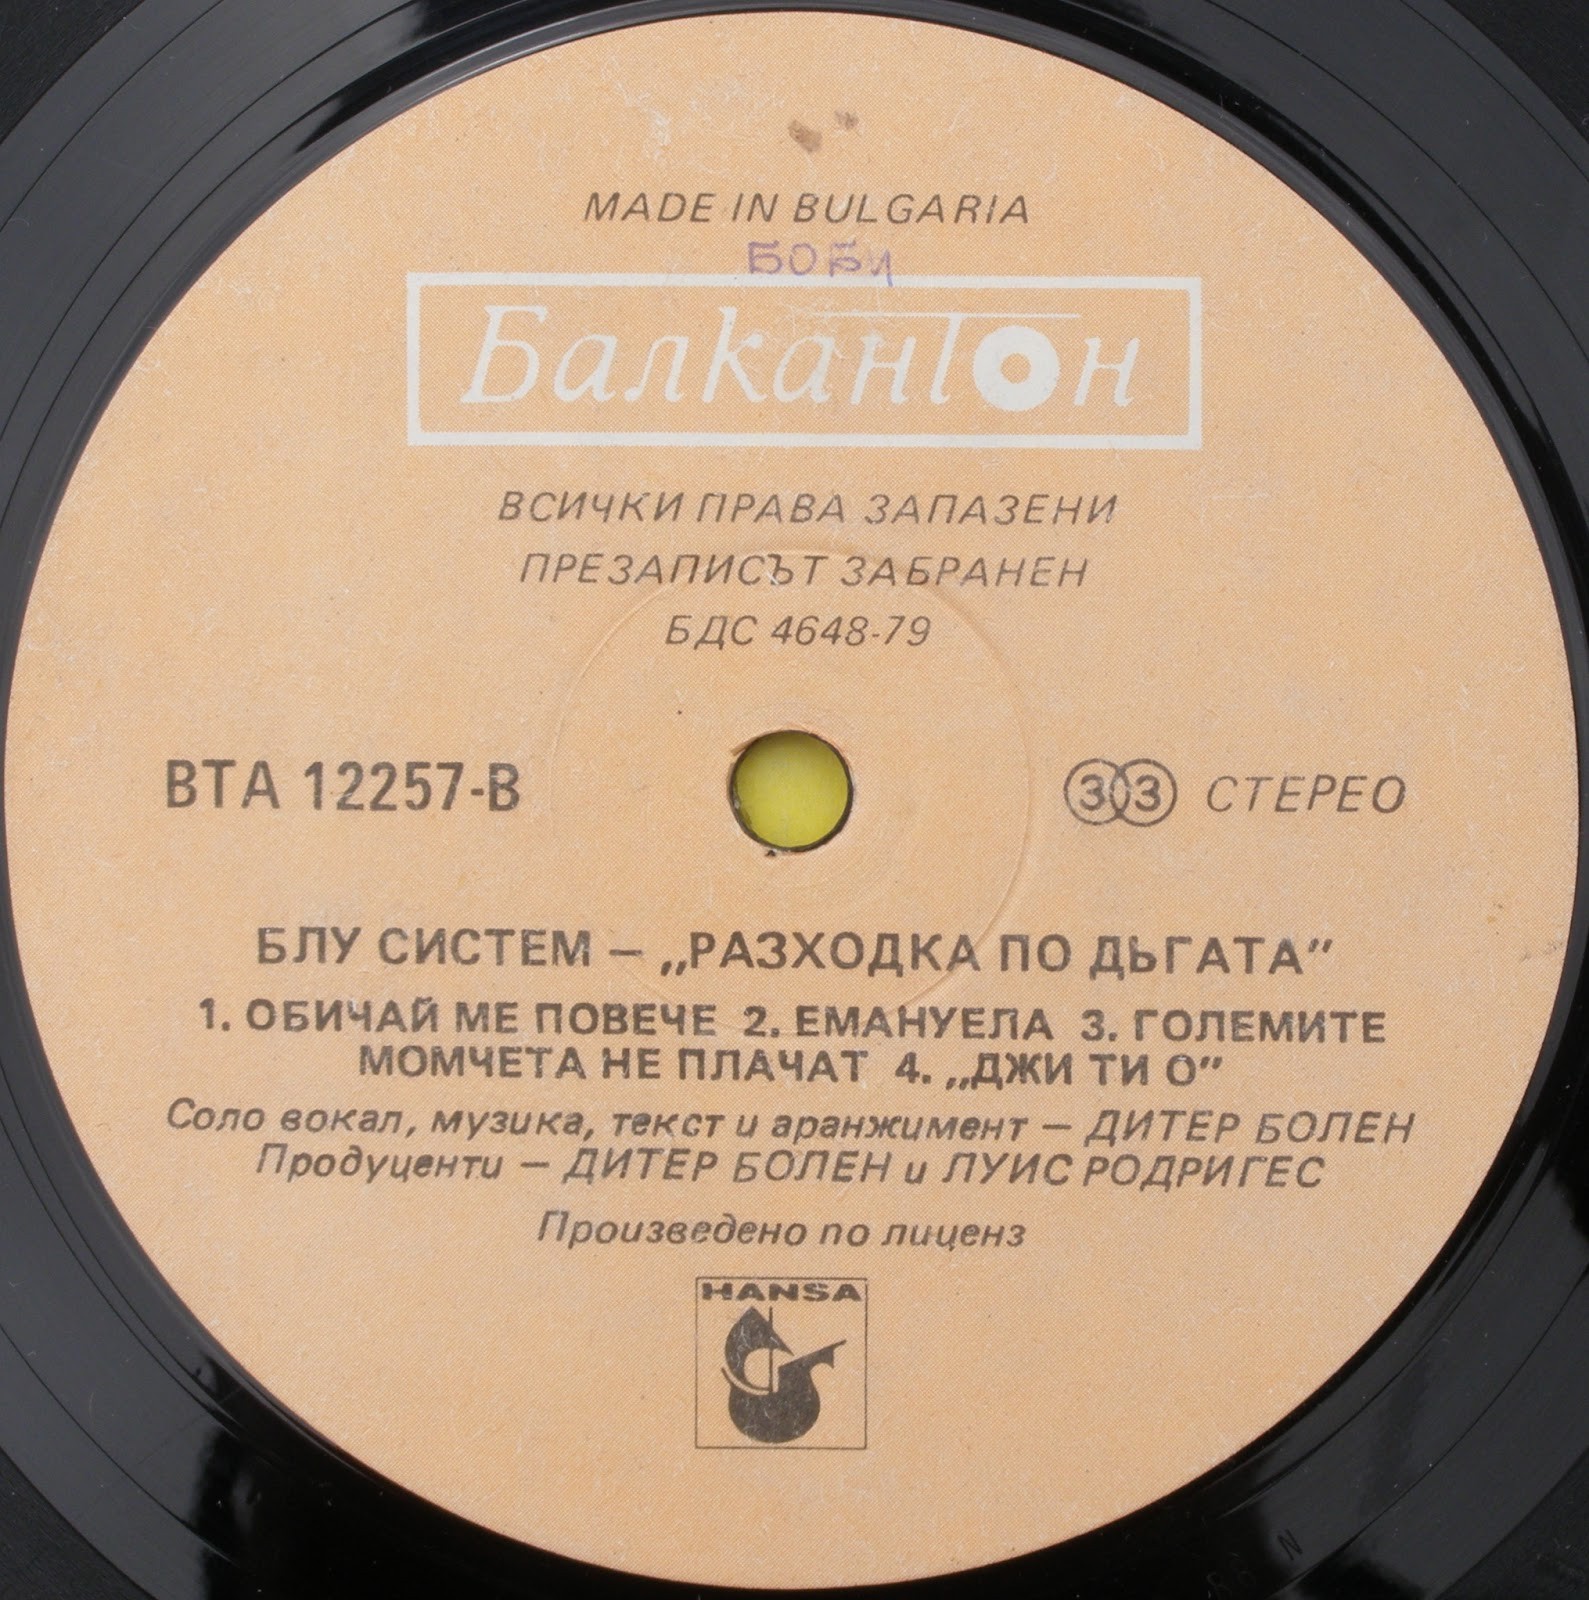 MADE IN BULGARIA
БОБИ
Балкантон
ВСИЧКИ ПРАВА ЗАПАЗЕНИ
ПРЕЗАПИСЪТ ЗАБРАНЕН
БДС 4648-79
ВТА 12257-В
33 СТЕРЕО
БЛУ СИСТЕМ — „РАЗХОДКА ПО ДЬГАТА”
1. ОБИЧАЙ МЕ ПОВЕЧЕ 2. ЕМАНУЕЛА 3. ГОЛЕМИТЕ
МОМЧЕТА НЕ ПЛАЧАТ 4. „ДЖИ ТИ О”
Соло вокал, музика, текст и аранжимент — ДИТЕР БОЛЕН
Продуценти — ДИТЕР БОЛЕН и ЛУИС РОДРИГЕС
Произведено по лиценз
HANSA